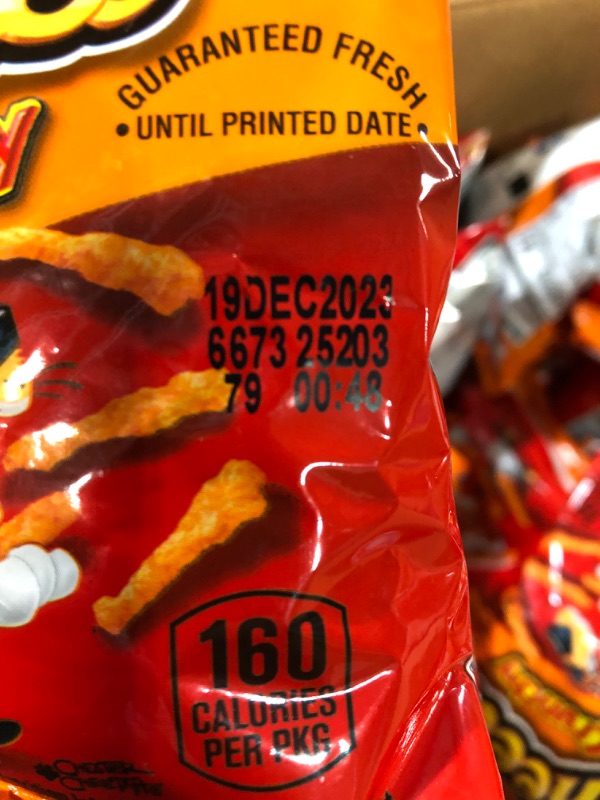 GUARANTEED FRESH
• UNTIL PRINTED DATE •
19DEC2023
6673 25203
79 00:48
160
CALORIES
PER PKG